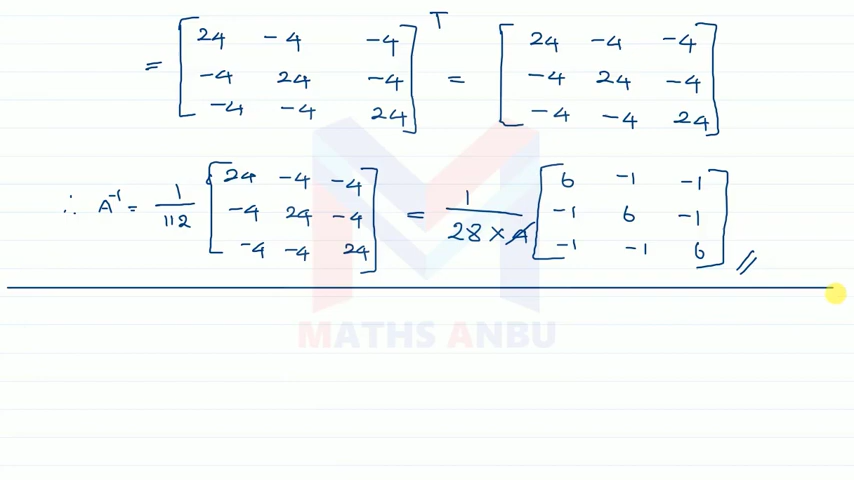 = [24 -4 -4]T = [24 -4 -4]
[-4 24 -4] [-4 24 -4]
[-4 -4 24] [-4 -4 24]
∴ A⁻¹ = 1/112 [24 -4 -4] = 1/(28 × 4) [6 -1 -1]
[-4 24 -4] [-1 6 -1]
[-4 -4 24] [-1 -1 6] //
MATHS ANBU